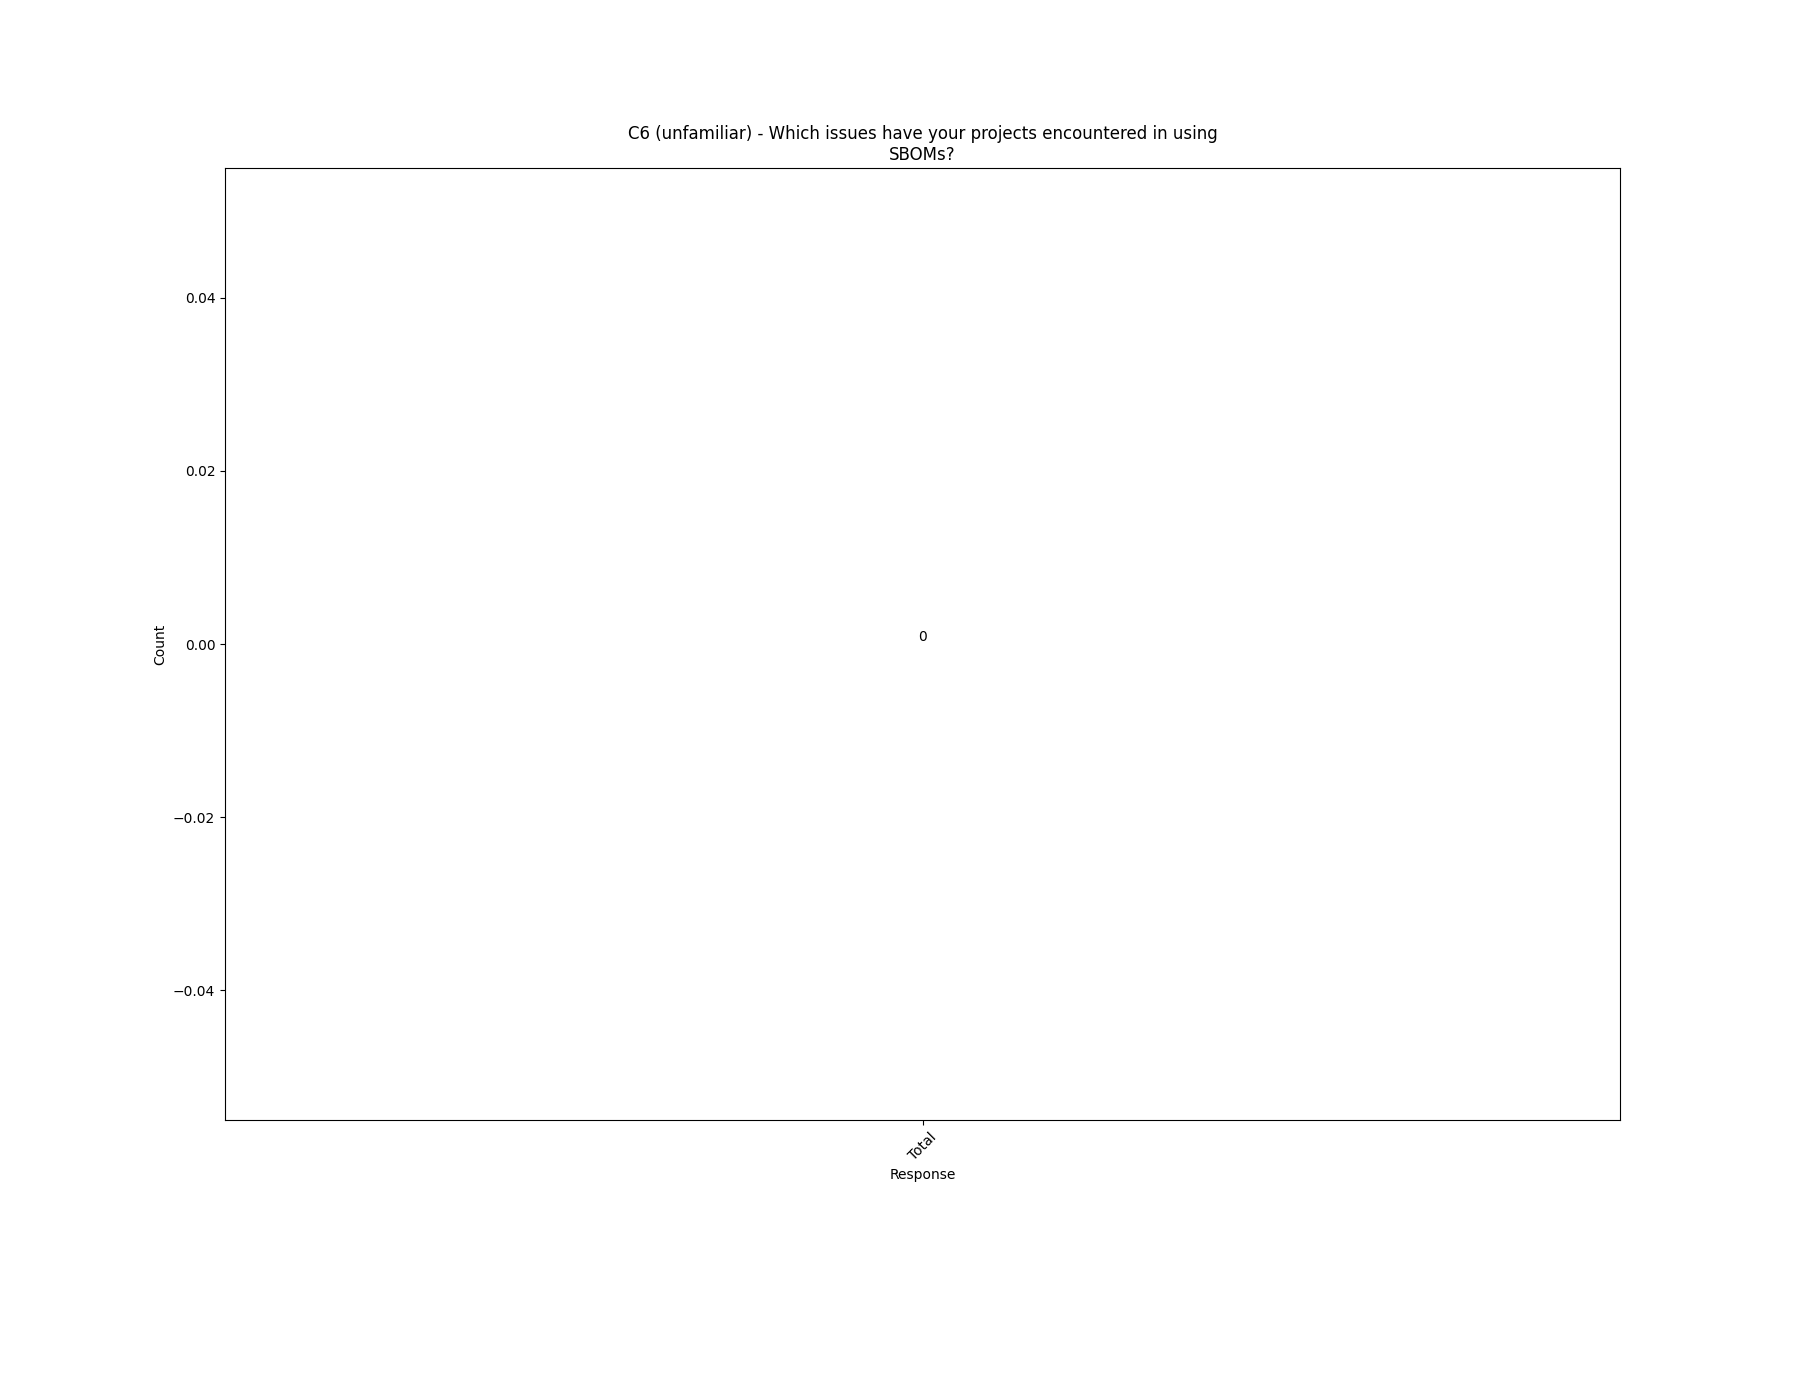 C6 (unfamiliar) - Which issues have your projects encountered in using
SBOMs?
0.04
0.02
0.00
−0.02
−0.04
Count
0
Total
Response